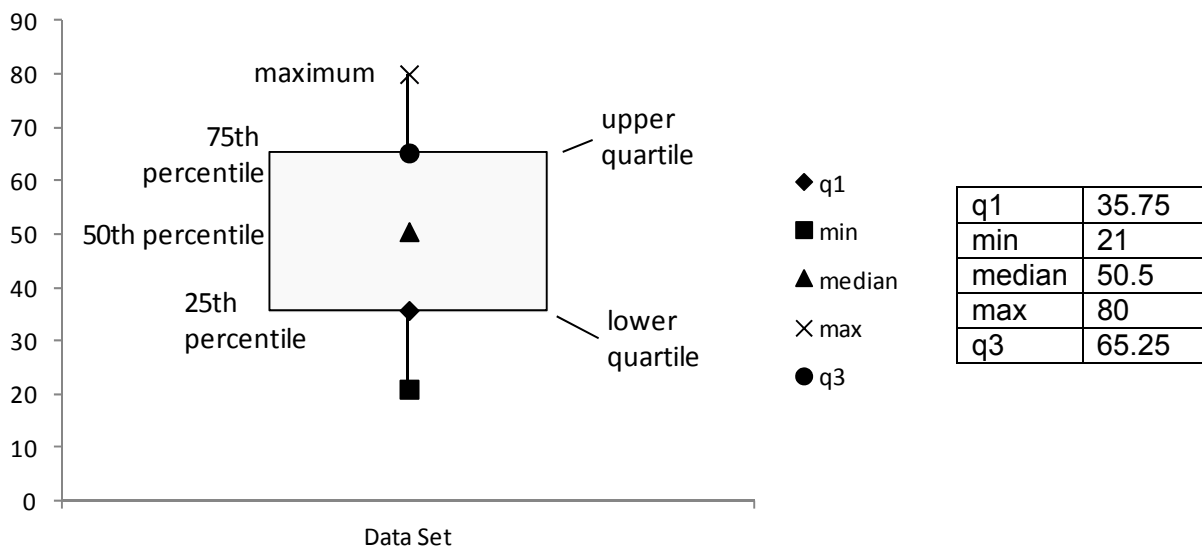 90
80
70
60
50
40
30
20
10
0
maximum
75th
percentile
50th percentile
25th
percentile
upper
quartile
lower
quartile
Data Set
q1
min
median
max
q3
q1 35.75
min 21
median 50.5
max 80
q3 65.25